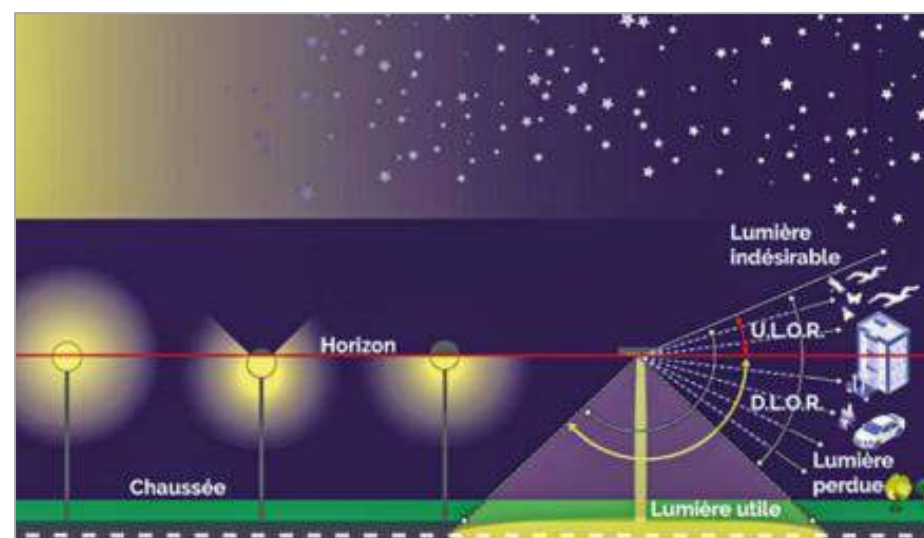 Lumière
indésirable
U.L.O.R.
Horizon
D.L.O.R.
Lumière
perdue
Chaussée
Lumière utile